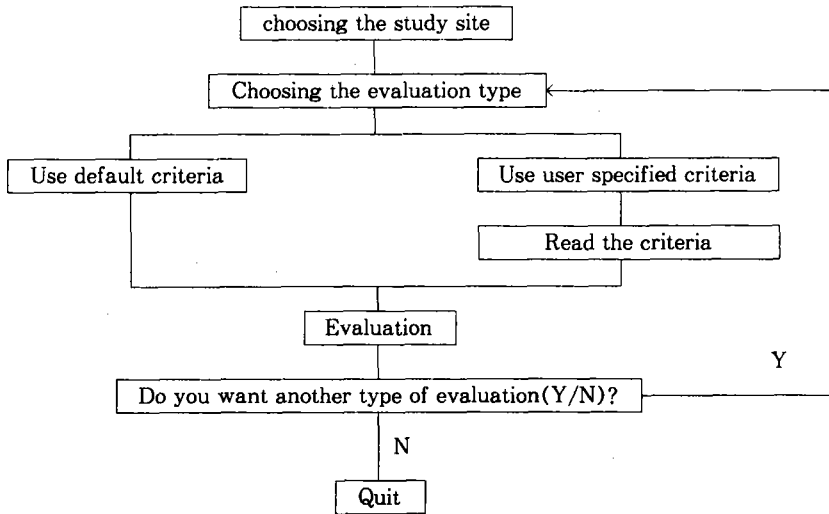 choosing the study site
Choosing the evaluation type
Use default criteria
Use user specified criteria
Read the criteria
Evaluation
Do you want another type of evaluation(Y/N)?
Y
N
Quit